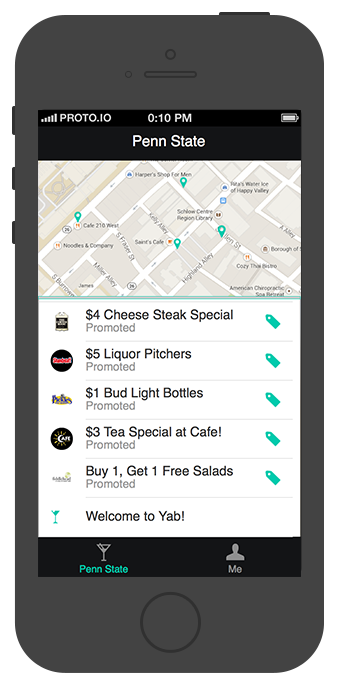 PROTO.IO 0:10 PM
Penn State
Harper's Shop For Men
Rita's Water Ice
of Happy Valley
Cafe 210 West
Kelly Alley
Schlow Centre
Region Library
A Alley
Noodles & Company
S Fraser St
Saint's Cafe
Allen St
Borough of
Miller Alley
Highland Alley
Cozy Thai Bistro
James
S Burrowes
American Chiropractic
Spa Retreat
$4 Cheese Steak Special
Promoted
$5 Liquor Pitchers
Promoted
$1 Bud Light Bottles
Promoted
$3 Tea Special at Cafe!
CAFE
Promoted
Buy 1, Get 1 Free Salads
Promoted
Welcome to Yab!
Penn State
Me